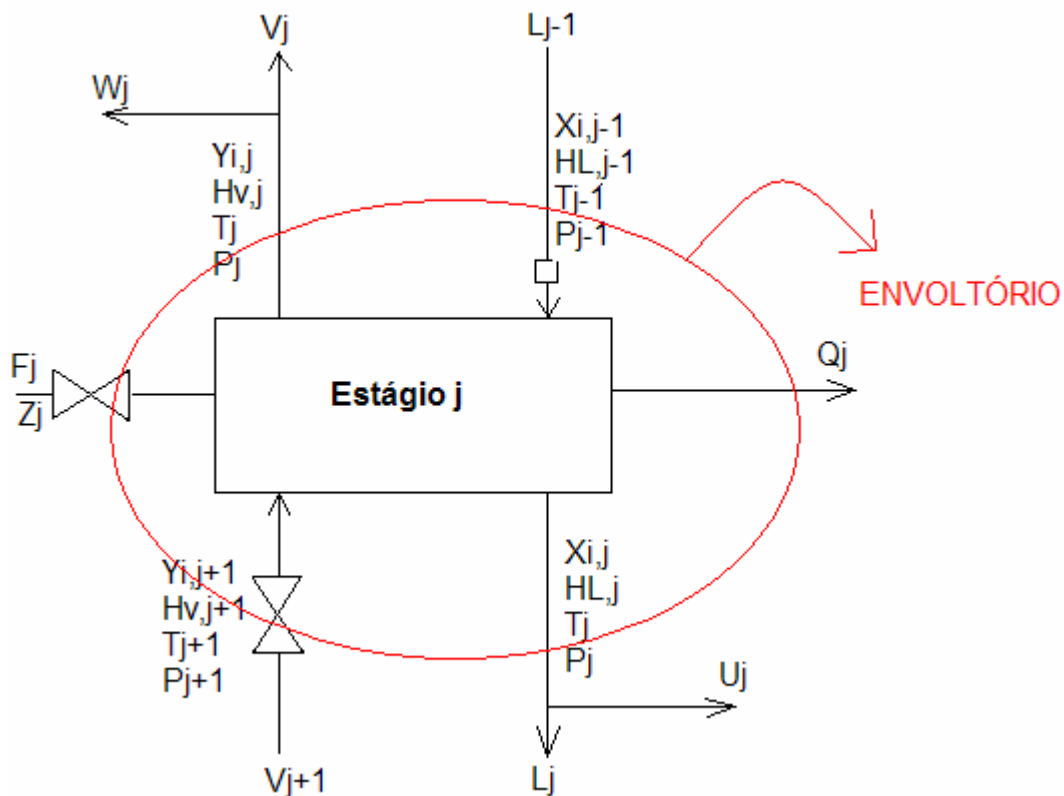 Vj
Lj-1
Wj
Yi,j
Hv,j
Tj
Pj
Xi,j-1
HL,j-1
Tj-1
Pj-1
ENVOLTÓRIO
Fj
Zj
Estágio j
Qj
Yi,j+1
Hv,j+1
Tj+1
Pj+1
Xi,j
HL,j
Tj
Pj
Uj
Vj+1
Lj